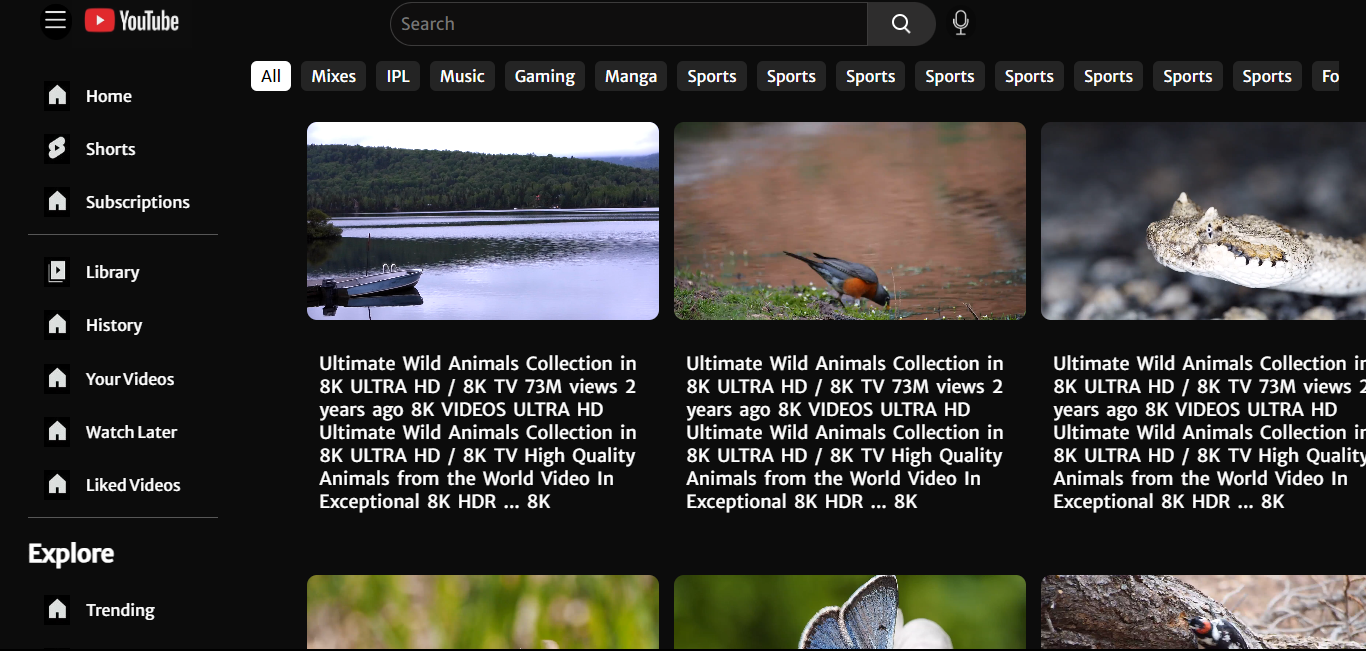 YouTube
Search
All Mixes IPL Music Gaming Manga Sports Sports Sports Sports Sports Sports Sports Sports Fo
Home
Shorts
Subscriptions
Library
History
Your Videos
Watch Later
Liked Videos
Explore
Trending
Ultimate Wild Animals Collection in
8K ULTRA HD / 8K TV 73M views 2
years ago 8K VIDEOS ULTRA HD
Ultimate Wild Animals Collection in
8K ULTRA HD / 8K TV High Quality
Animals from the World Video In
Exceptional 8K HDR ... 8K
Ultimate Wild Animals Collection in
8K ULTRA HD / 8K TV 73M views 2
years ago 8K VIDEOS ULTRA HD
Ultimate Wild Animals Collection in
8K ULTRA HD / 8K TV High Quality
Animals from the World Video In
Exceptional 8K HDR ... 8K
Ultimate Wild Animals Collection in
8K ULTRA HD / 8K TV 73M views 2
years ago 8K VIDEOS ULTRA HD
Ultimate Wild Animals Collection in
8K ULTRA HD / 8K TV High Quality
Animals from the World Video In
Exceptional 8K HDR ... 8K